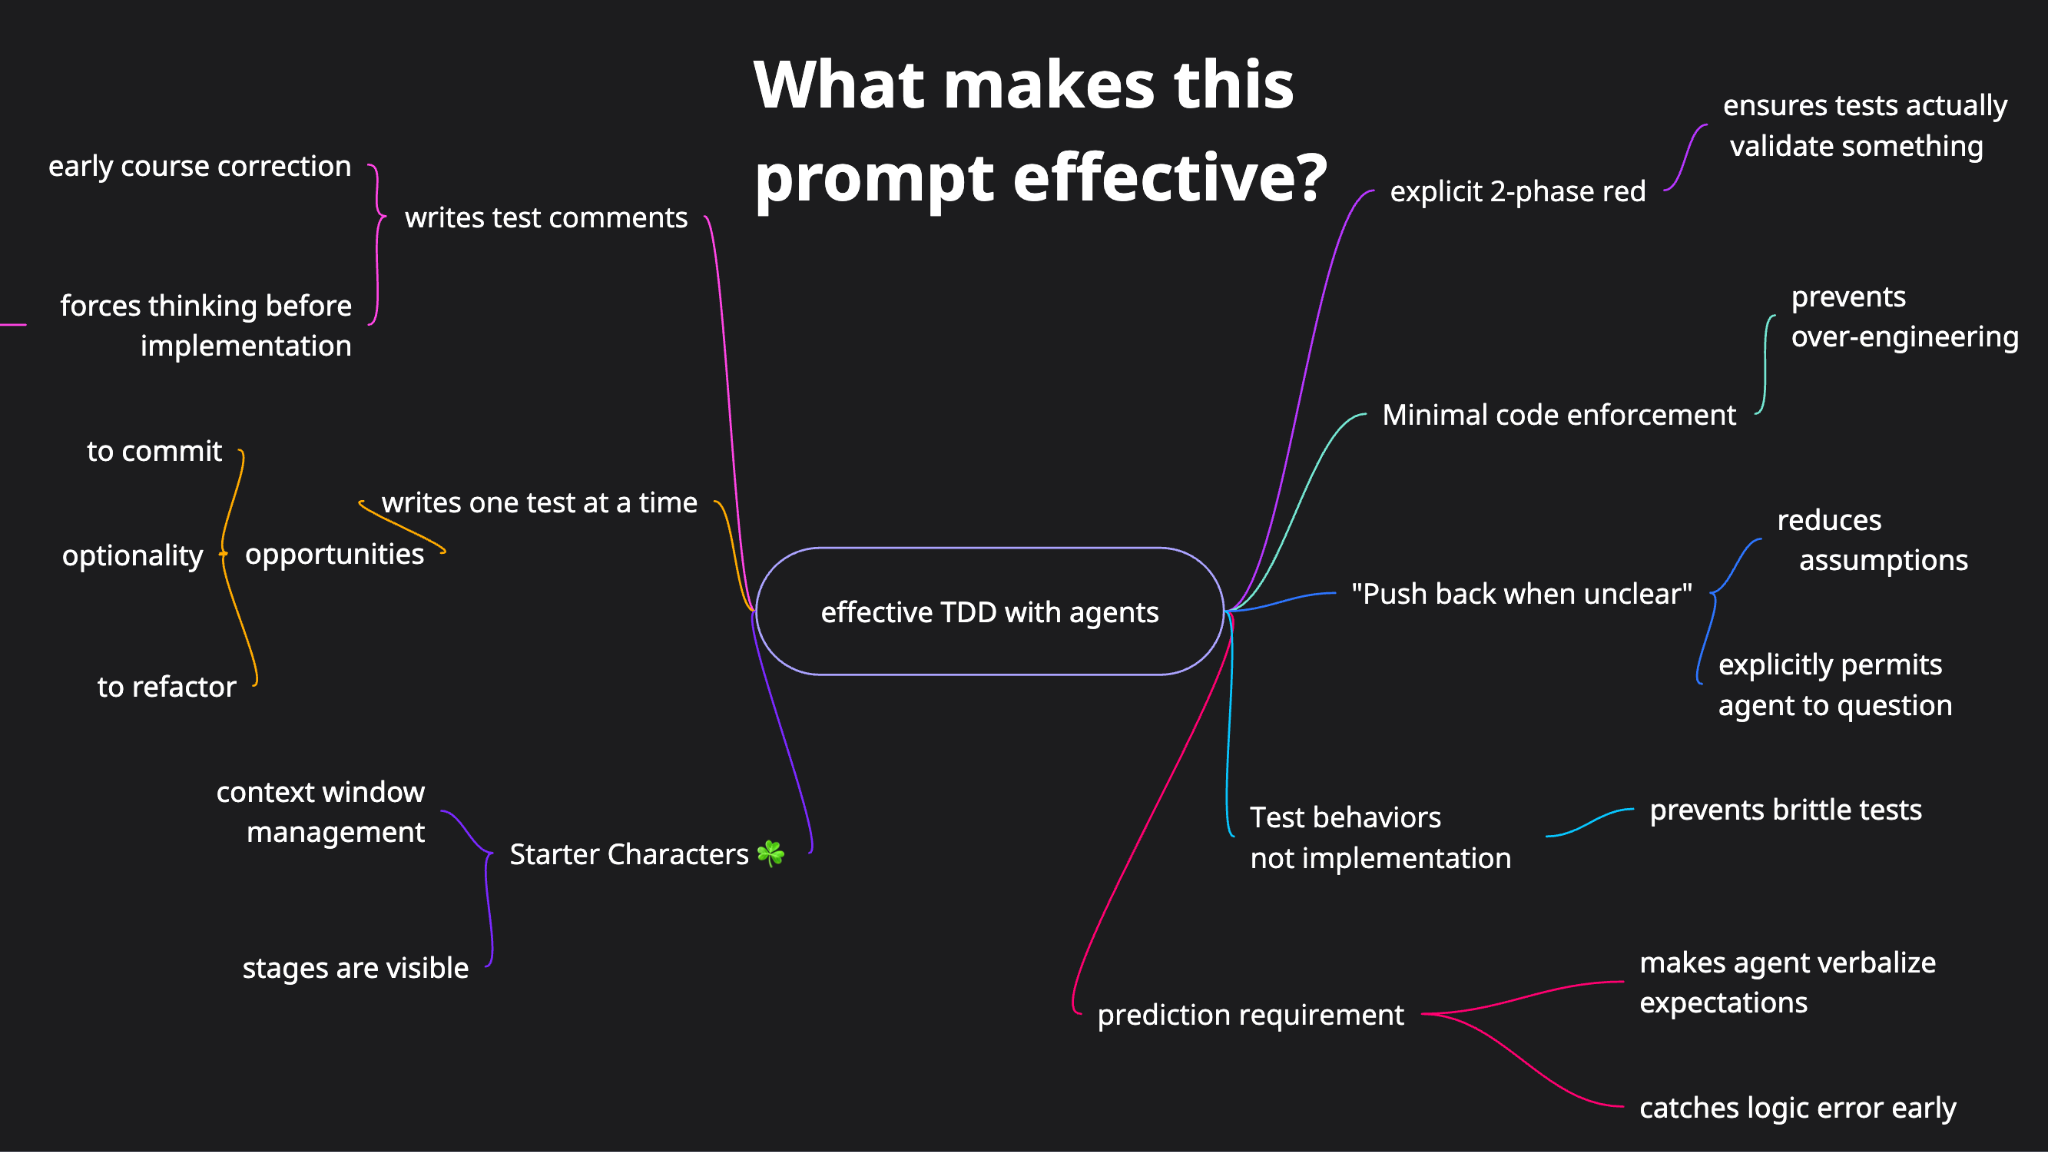 What makes this
prompt effective?
early course correction
writes test comments
forces thinking before
implementation
to commit
writes one test at a time
optionality
opportunities
to refactor
context window
management
Starter Characters ☘️
stages are visible
effective TDD with agents
explicit 2-phase red
ensures tests actually
validate something
Minimal code enforcement
prevents
over-engineering
"Push back when unclear"
reduces
assumptions
explicitly permits
agent to question
Test behaviors
not implementation
prevents brittle tests
prediction requirement
makes agent verbalize
expectations
catches logic error early